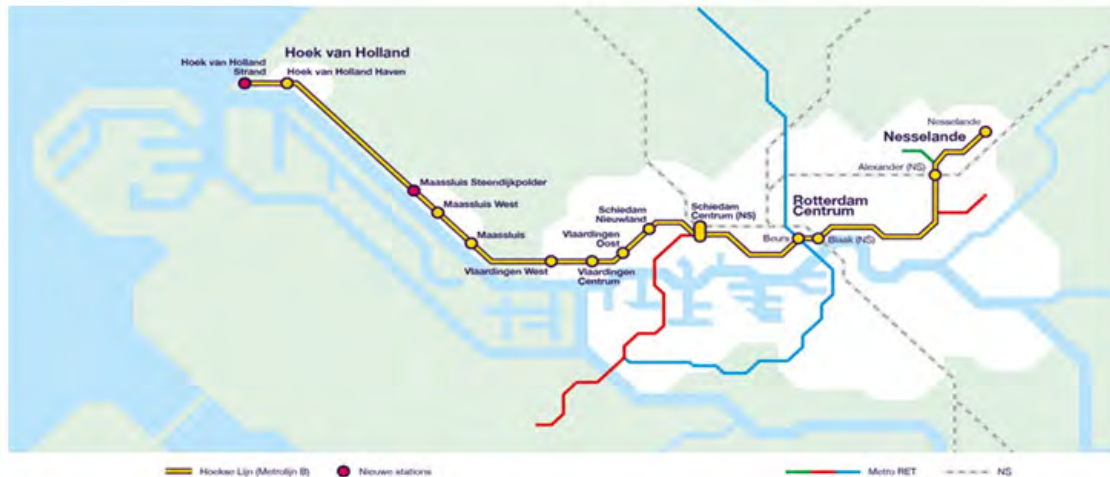 Hoek van Holland
Hoek van Holland
Strand
Hoek van Holland Haven
Maassluis Steendijkpolder
Maassluis West
Maassluis
Vlaardingen West
Vlaardingen
Centrum
Vlaardingen
Oost
Schiedam
Nieuwland
Schiedam
Centrum (NS)
Rotterdam
Centrum
Beurs
Blaak (NS)
Alexander (NS)
Nesselande
Nesselande
Hoekse Lijn (Metrolijn B)
Nieuwe stations
Metro RET
NS